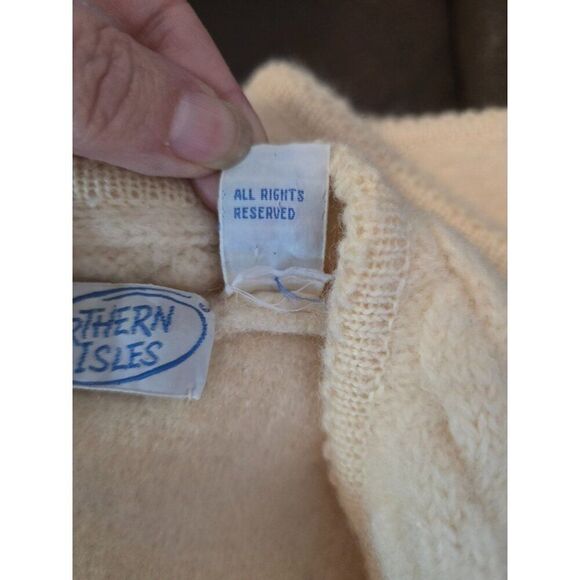 ALL RIGHTS
RESERVED
RTHERN
ISLES